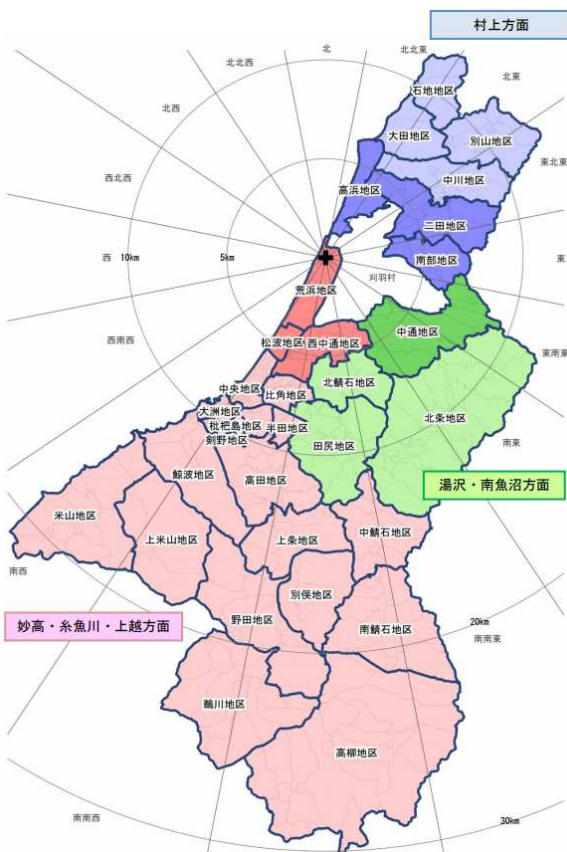 村上方面
北
北北東
北北西
石地地区
北東
北西
大田地区
別山地区
東北東
中川地区
西北西
高浜地区
二田地区
西
10km
5km
南部地区
東
刈羽村
荒浜地区
西南西
松波地区
西中通地区
中通地区
東南東
北鯖石地区
中央地区
比角地区
大洲地区
枇杷島地区
半田地区
剣野地区
北条地区
田尻地区
南東
鯨波地区
高田地区
湯沢・南魚沼方面
米山地区
上米山地区
上条地区
中鯖石地区
南西
別俣地区
妙高・糸魚川・上越方面
野田地区
南鯖石地区
20km
南南東
鵜川地区
高柳地区
南南西
30km